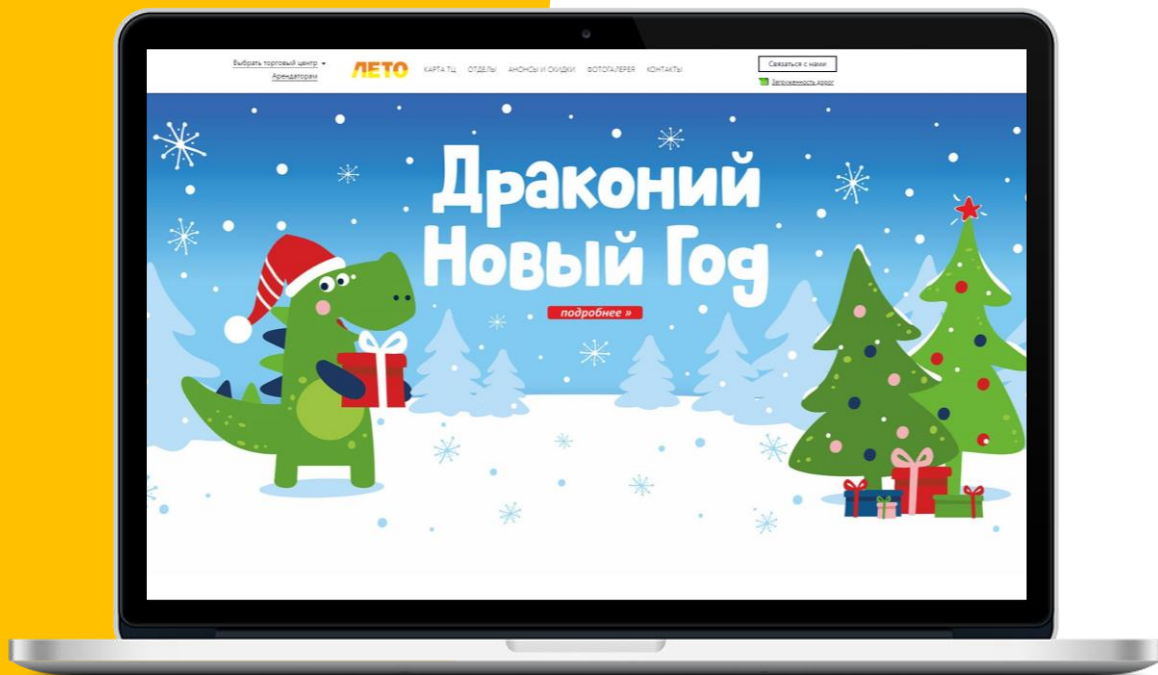 Выбрать торговый центр
Арендаторам
ЛЕТО
КАРТА ТЦ ОТДЕЛЫ АНОНСЫ И СКИДКИ ФОТОГАЛЕРЕЯ КОНТАКТЫ
Связаться с нами
Загруженность дорог
Драконий
Новый Год
подробнее »